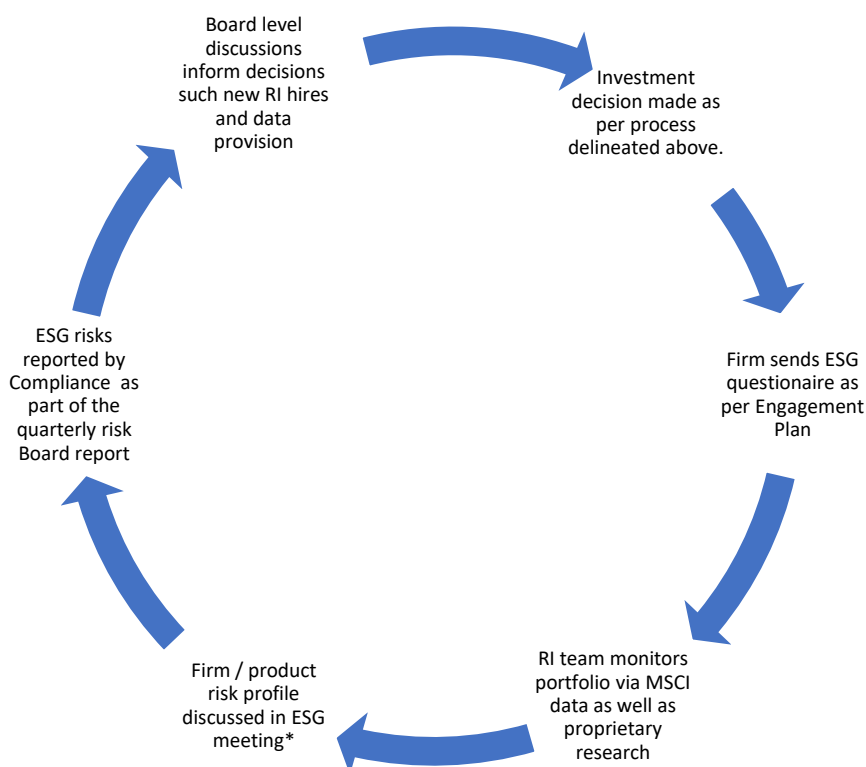 Board level
discussions
inform decisions
such new RI hires
and data
provision
Investment
decision made as
per process
delineated above.
Firm sends ESG
questionaire as
per Engagement
Plan
RI team monitors
portfolio via MSCI
data as well as
proprietary
research
Firm / product
risk profile
discussed in ESG
meeting*
ESG risks
reported by
Compliance as
part of the
quarterly risk
Board report